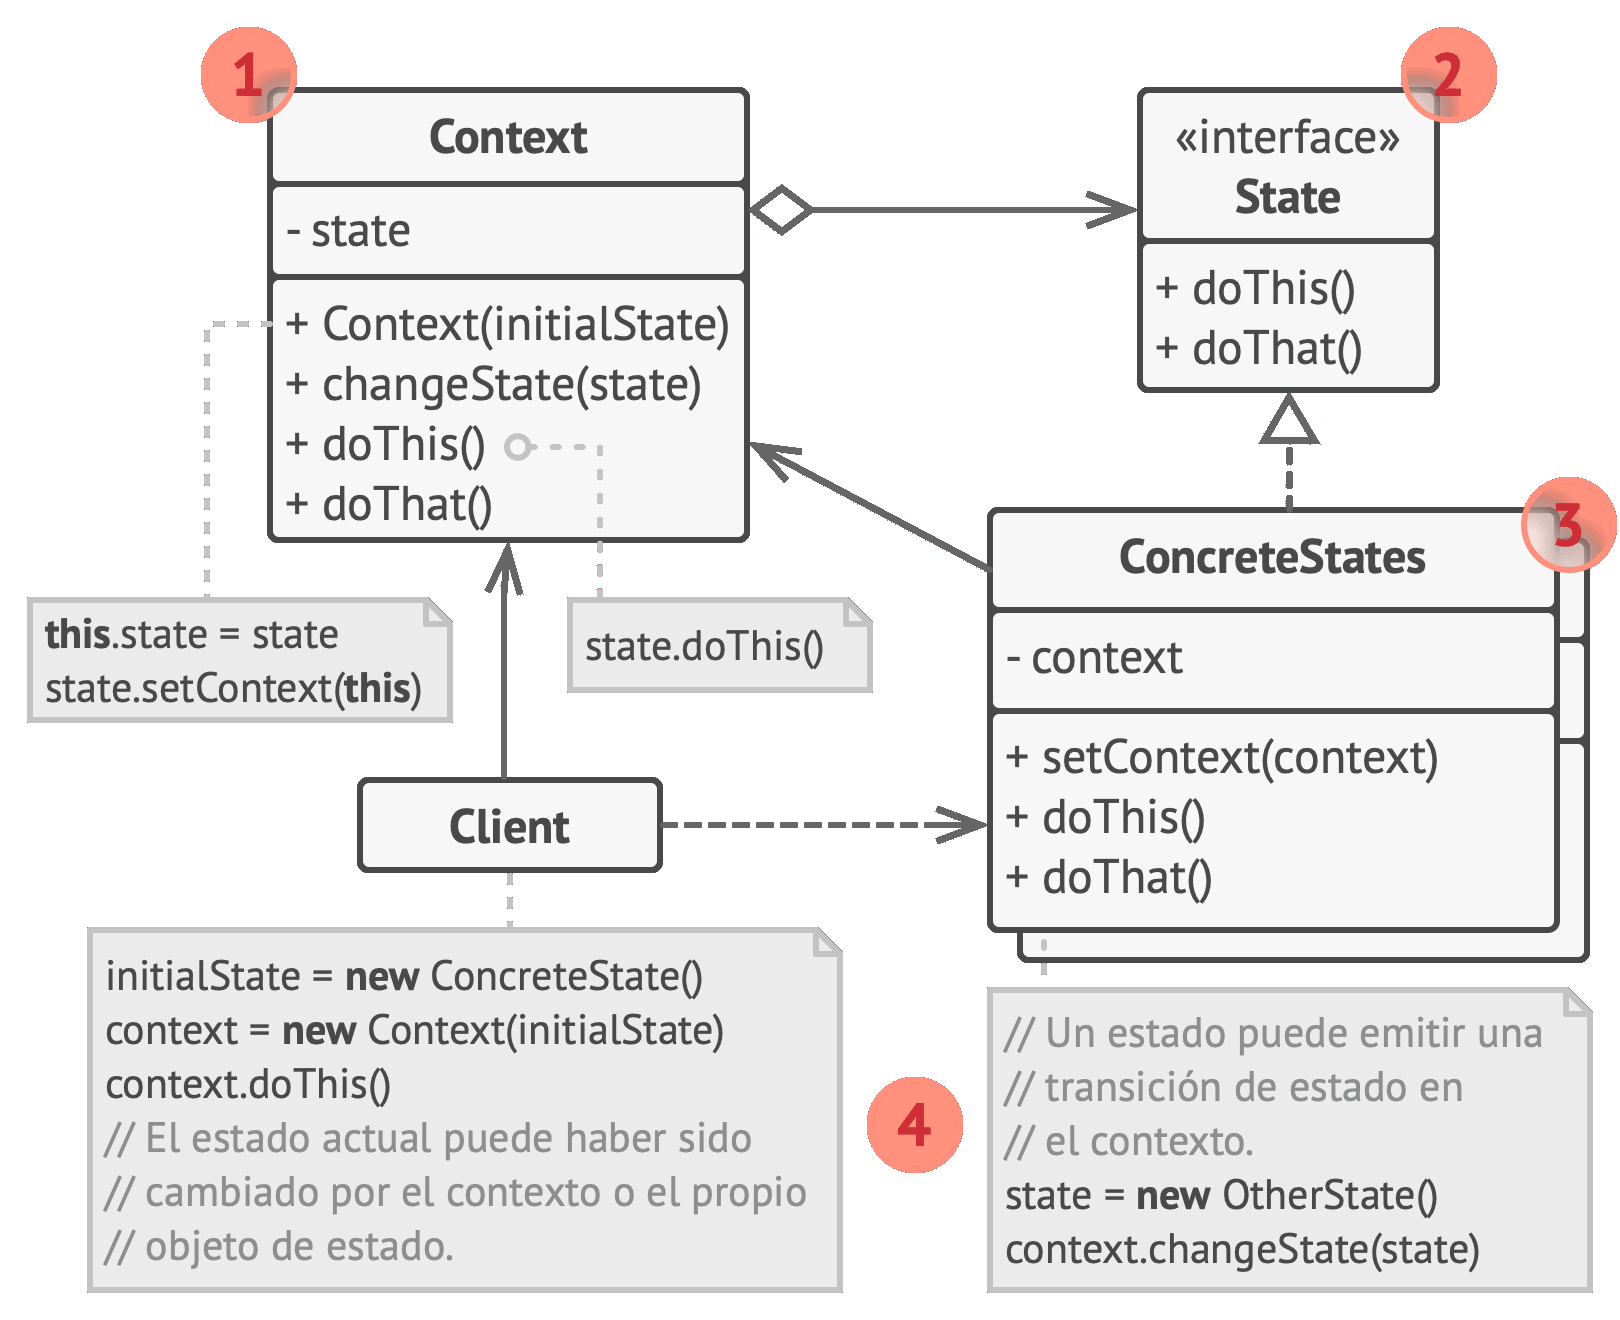 1
Context
- state
+ Context(initialState)
+ changeState(state)
+ doThis()
+ doThat()
2
«interface»
State
+ doThis()
+ doThat()
this.state = state
state.setContext(this)
state.doThis()
3
ConcreteStates
- context
+ setContext(context)
+ doThis()
+ doThat()
Client
initialState = new ConcreteState()
context = new Context(initialState)
context.doThis()
// El estado actual puede haber sido
// cambiado por el contexto o el propio
// objeto de estado.
4
// Un estado puede emitir una
// transición de estado en
// el contexto.
state = new OtherState()
context.changeState(state)